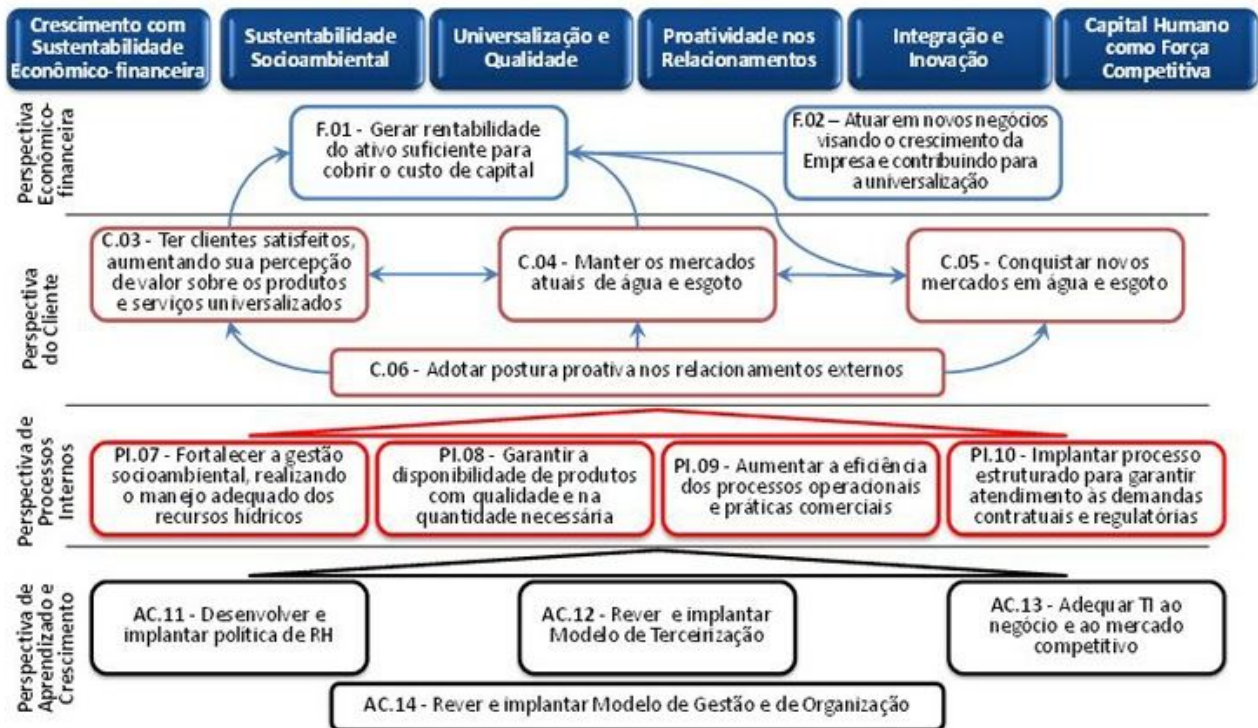 Crescimento com
Sustentabilidade
Econômico-financeira
Sustentabilidade
Socioambiental
Universalização e
Qualidade
Proatividade nos
Relacionamentos
Integração e
Inovação
Capital Humano
como Força
Competitiva
Perspectiva
Econômico-
financeira
F.01 - Gerar rentabilidade
do ativo suficiente para
cobrir o custo de capital
F.02 – Atuar em novos negócios
visando o crescimento da
Empresa e contribuindo para
a universalização
Perspectiva
do Cliente
C.03 - Ter clientes satisfeitos,
aumentando sua percepção
de valor sobre os produtos
e serviços universalizados
C.04 - Manter os mercados
atuais de água e esgoto
C.05 - Conquistar novos
mercados em água e esgoto
C.06 - Adotar postura proativa nos relacionamentos externos
Perspectiva de
Processos
Internos
PI.07 - Fortalecer a gestão
socioambiental, realizando
o manejo adequado dos
recursos hídricos
PI.08 - Garantir a
disponibilidade de produtos
com qualidade e na
quantidade necessária
PI.09 - Aumentar a eficiência
dos processos operacionais
e práticas comerciais
PI.10 - Implantar processo
estruturado para garantir
atendimento às demandas
contratuais e regulatórias
Perspectiva de
Aprendizado e
Crescimento
AC.11 - Desenvolver e
implantar política de RH
AC.12 - Rever e implantar
Modelo de Terceirização
AC.13 - Adequar TI ao
negócio e ao mercado
competitivo
AC.14 - Rever e implantar Modelo de Gestão e de Organização